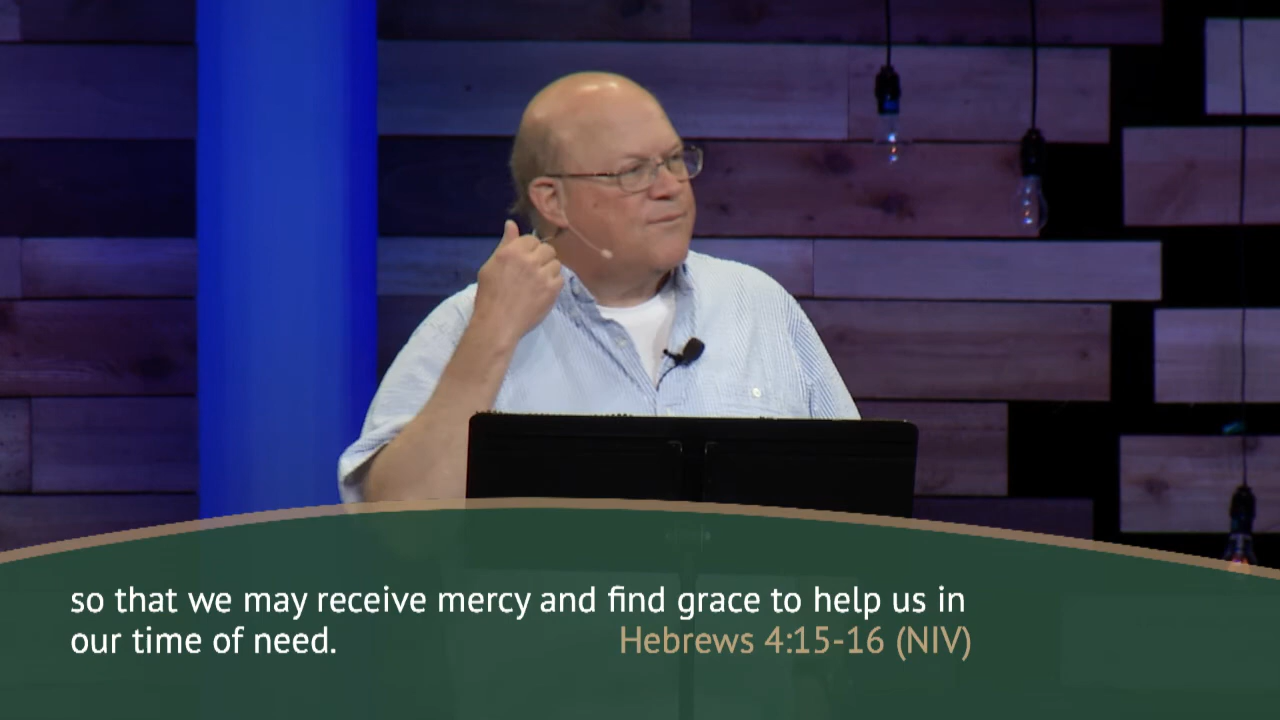 so that we may receive mercy and find grace to help us in
our time of need. Hebrews 4:15-16 (NIV)